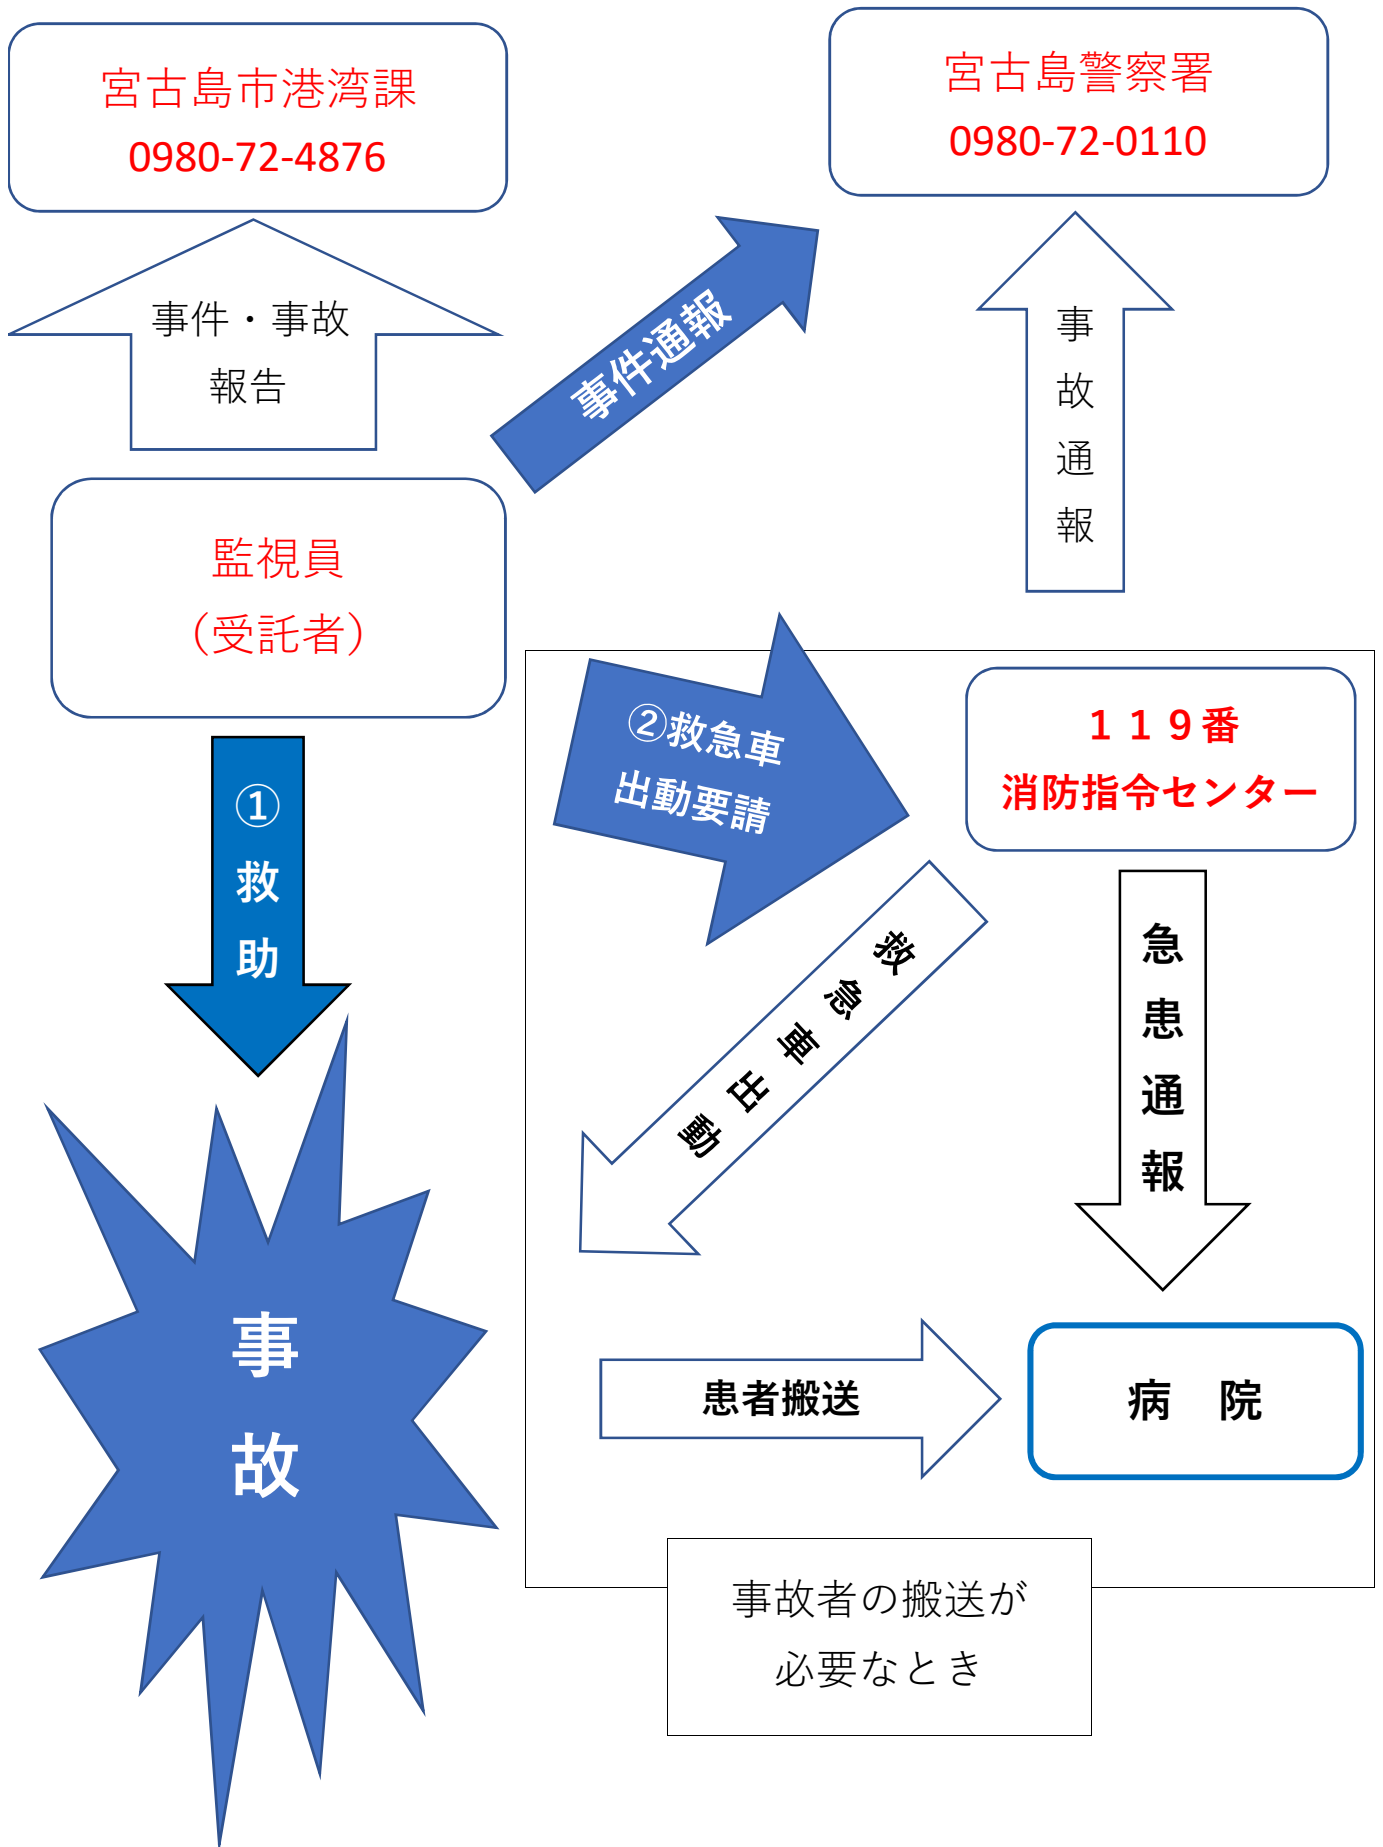 宮古島市港湾課
0980-72-4876
宮古島警察署
0980-72-0110
事件・事故
報告
事件通報
事故通報
監視員
（受託者）
②救急車
出動要請
１１９番
消防指令センター
①救助
救急車出動
急患通報
事故
患者搬送
病　院
事故者の搬送が
必要なとき